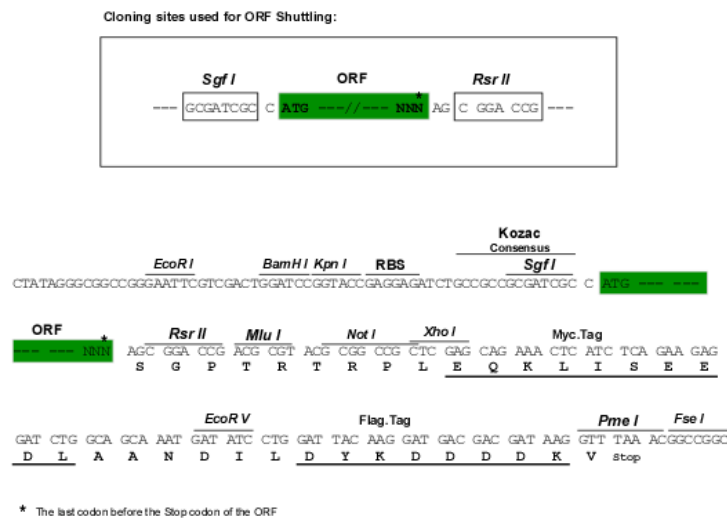 Cloning sites used for ORF Shuttling:
Sgf I ORF Rsr II
--- GCGATCGC C ATG ---//--- NNN* AG C GGA CCG ---
Kozac
Consensus
EcoR I BamH I Kpn I RBS Sgf I
CTATAGGGCGGCCGGGAATTCGTCGACTGGATCCGGTACCGAGGAGATCTGCCGCCGCGATCGC C ATG --- ---
ORF * Rsr II Mlu I Not I Xho I Myc.Tag
--- --- NNN AGC GGA CCG ACG CGT ACG CGG CCG CTC GAG CAG AAA CTC ATC TCA GAA GAG
S G P T R T R P L E Q K L I S E E
EcoR V Flag.Tag Pme I Fse I
GAT CTG GCA GCA AAT GAT ATC CTG GAT TAC AAG GAT GAC GAC GAT AAG GTT TAA ACGGCCGGC
D L A A N D I L D Y K D D D D K V Stop
* The last codon before the Stop codon of the ORF